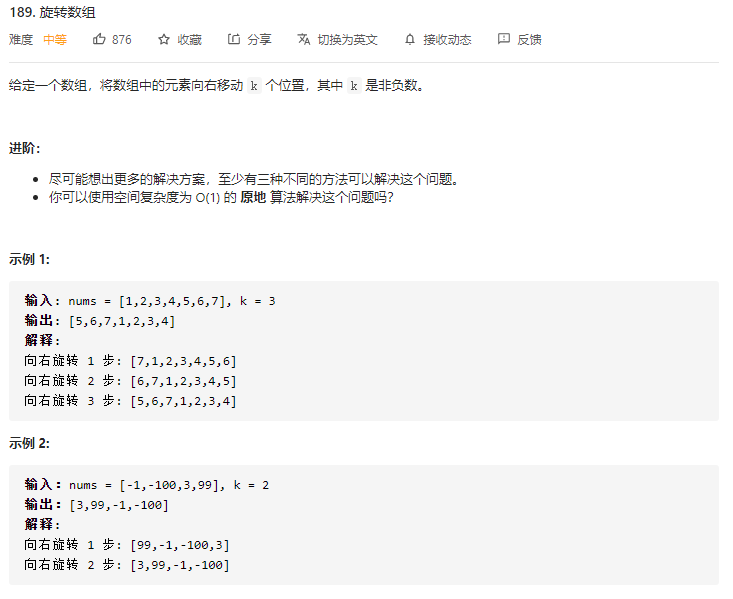 189. 旋转数组
难度 中等 876 收藏 分享 切换为英文 接收动态 反馈
给定一个数组，将数组中的元素向右移动 k 个位置，其中 k 是非负数。
进阶：
尽可能想出更多的解决方案，至少有三种不同的方法可以解决这个问题。
你可以使用空间复杂度为 O(1) 的 原地 算法解决这个问题吗？
示例 1:
输入: nums = [1,2,3,4,5,6,7], k = 3
输出: [5,6,7,1,2,3,4]
解释:
向右旋转 1 步: [7,1,2,3,4,5,6]
向右旋转 2 步: [6,7,1,2,3,4,5]
向右旋转 3 步: [5,6,7,1,2,3,4]
示例 2:
输入：nums = [-1,-100,3,99], k = 2
输出：[3,99,-1,-100]
解释:
向右旋转 1 步: [99,-1,-100,3]
向右旋转 2 步: [3,99,-1,-100]